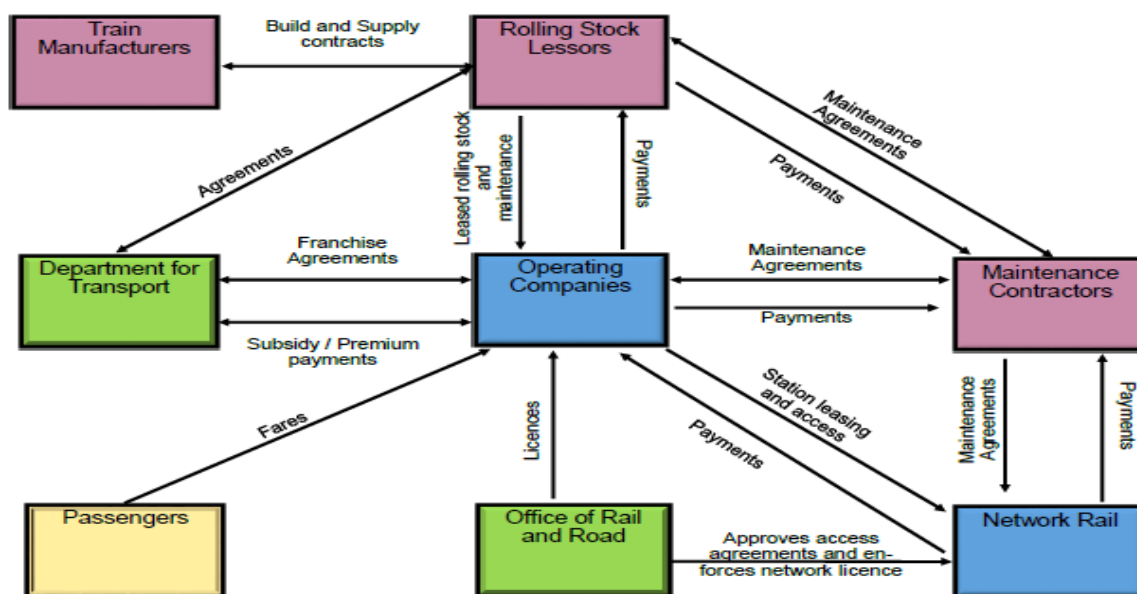 Train
Manufacturers
Build and Supply
contracts
Rolling Stock
Lessors
Maintenance
Agreements
Payments
Agreements
Leased rolling stock
and
maintenance
Payments
Department for
Transport
Franchise
Agreements
Operating
Companies
Maintenance
Agreements
Maintenance
Contractors
Payments
Subsidy / Premium
payments
Fares
Licences
Station leasing
and access
Payments
Maintenance
Agreements
Payments
Passengers
Office of Rail
and Road
Approves access
agreements and en-
forces network licence
Network Rail